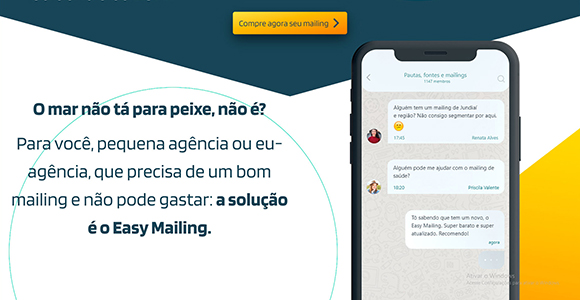 Compre agora seu mailing
O mar não tá para peixe, não é?
Para você, pequena agência ou eu-
agência, que precisa de um bom
mailing e não pode gastar: a solução
é o Easy Mailing.
Pautas, fontes e mailings
1147 membros
Alguém tem um mailing de Jundiaí
e região? Não consigo segmentar por aqui.
17:45 Renata Alves
Alguém pode me ajudar com o mailing de
saúde?
18:20 Priscila Valente
Tô sabendo que tem um novo, o
Easy Mailing. Super barato e super
atualizado. Recomendo!
agora
Ativar o Windows